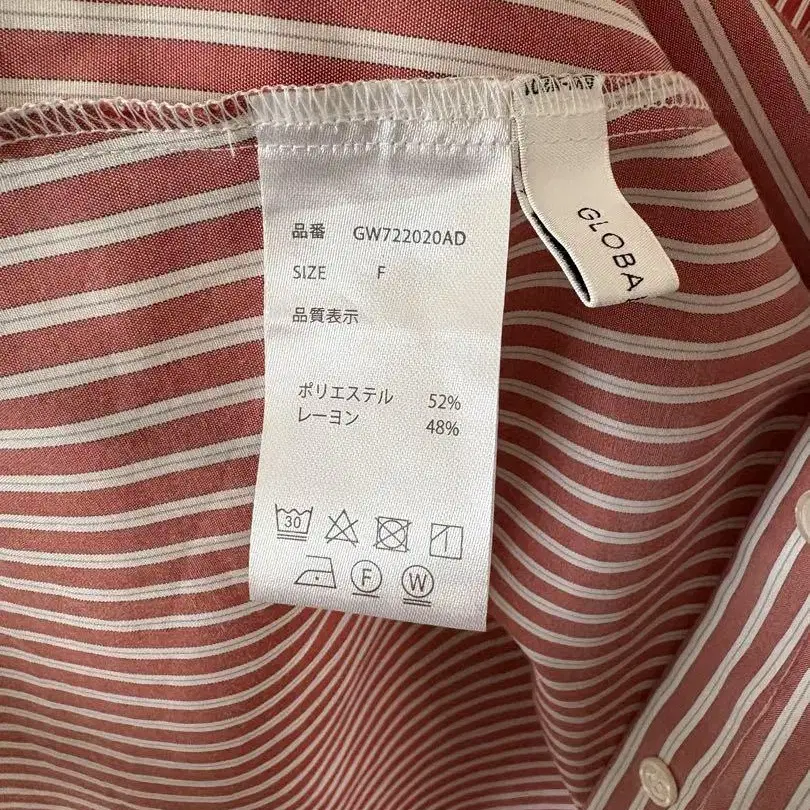 品番 GW722020AD
SIZE F
品質表示
ポリエステル 52%
レーヨン 48%
30
F W
GLOBA